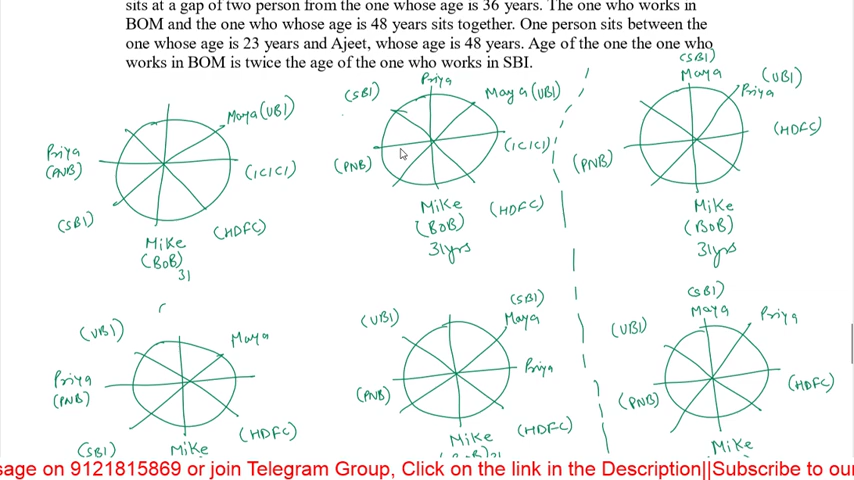 sits at a gap of two person from the one whose age is 36 years. The one who works in
BOM and the one who whose age is 48 years sits together. One person sits between the
one whose age is 23 years and Ajeet, whose age is 48 years. Age of the one the one who
works in BOM is twice the age of the one who works in SBI.
Maya (UBI)
Priya
(PNB)
(ICICI)
(SBI)
(HDFC)
Mike
(BOB)
31
Priya
(SBI)
Maya (UBI)
(ICICI)
(PNB)
Mike
(HDFC)
(BOB)
31yrs
(SBI)
Maya
(UBI)
Priya
(HDFC)
(PNB)
Mike
(BOB)
31yrs
(UBI)
Maya
Priya
(PNB)
(HDFC)
(SBI)
Mike
(UBI)
(SBI)
Maya
Priya
(PNB)
(HDFC)
Mike
(SBI)
Maya
Priya
(UBI)
(HDFC)
(PNB)
Mike
sage on 9121815869 or join Telegram Group, Click on the link in the Description||Subscribe to ou